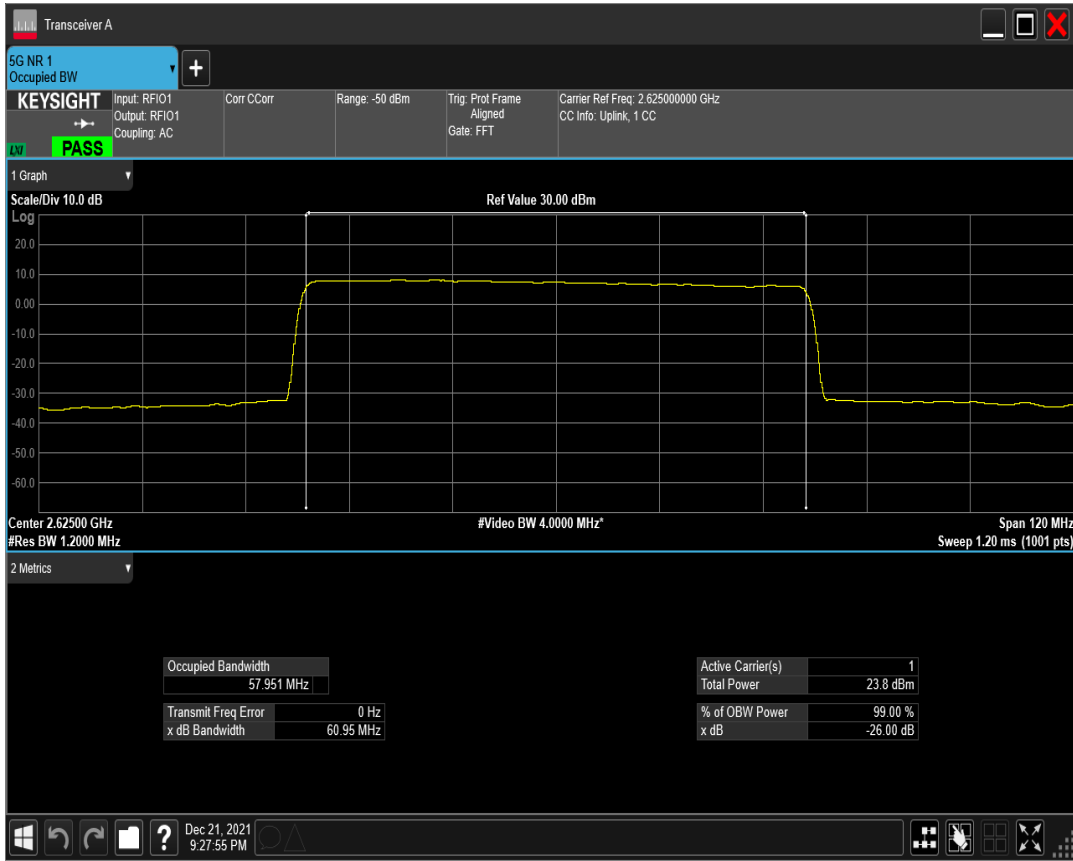 Transceiver A
5G NR 1
Occupied BW
KEYSIGHT
LXI
PASS
Input: RFIO1
Output: RFIO1
Coupling: AC
Corr CCorr
Range: -50 dBm
Trig: Prot Frame
Aligned
Gate: FFT
Carrier Ref Freq: 2.625000000 GHz
CC Info: Uplink, 1 CC
1 Graph
Scale/Div 10.0 dB
Ref Value 30.00 dBm
Log
20.0
10.0
0.00
-10.0
-20.0
-30.0
-40.0
-50.0
-60.0
Center 2.62500 GHz
#Video BW 4.0000 MHz*
Span 120 MHz
#Res BW 1.2000 MHz
Sweep 1.20 ms (1001 pts)
2 Metrics
Occupied Bandwidth
57.951 MHz
Transmit Freq Error 0 Hz
x dB Bandwidth 60.95 MHz
Active Carrier(s) 1
Total Power 23.8 dBm
% of OBW Power 99.00 %
x dB -26.00 dB
?
Dec 21, 2021
9:27:55 PM